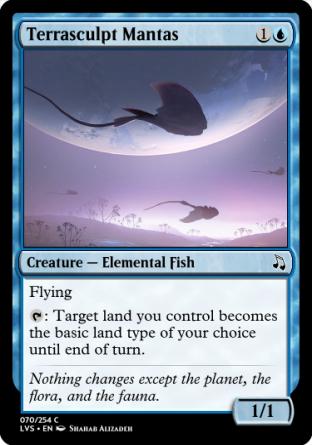 Terrasculpt Mantas 1
Creature — Elemental Fish
Flying
: Target land you control becomes
the basic land type of your choice
until end of turn.
Nothing changes except the planet, the
flora, and the fauna.
1/1
070/254 C
LVS • EN Shahab Alizadeh